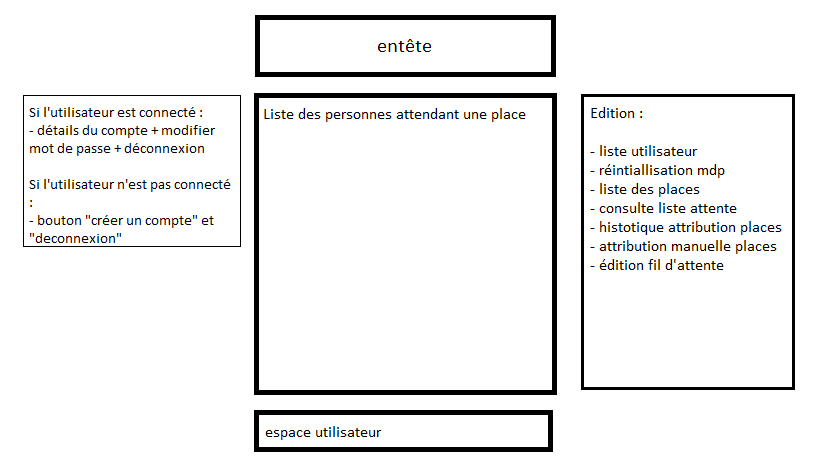 entête
Si l'utilisateur est connecté :
- détails du compte + modifier
mot de passe + déconnexion
Si l'utilisateur n'est pas connecté
:
- bouton "créer un compte" et
"deconnexion"
Liste des personnes attendant une place
Edition :
- liste utilisateur
- réintiallisation mdp
- liste des places
- consulte liste attente
- histotique attribution places
- attribution manuelle places
- édition fil d'attente
espace utilisateur